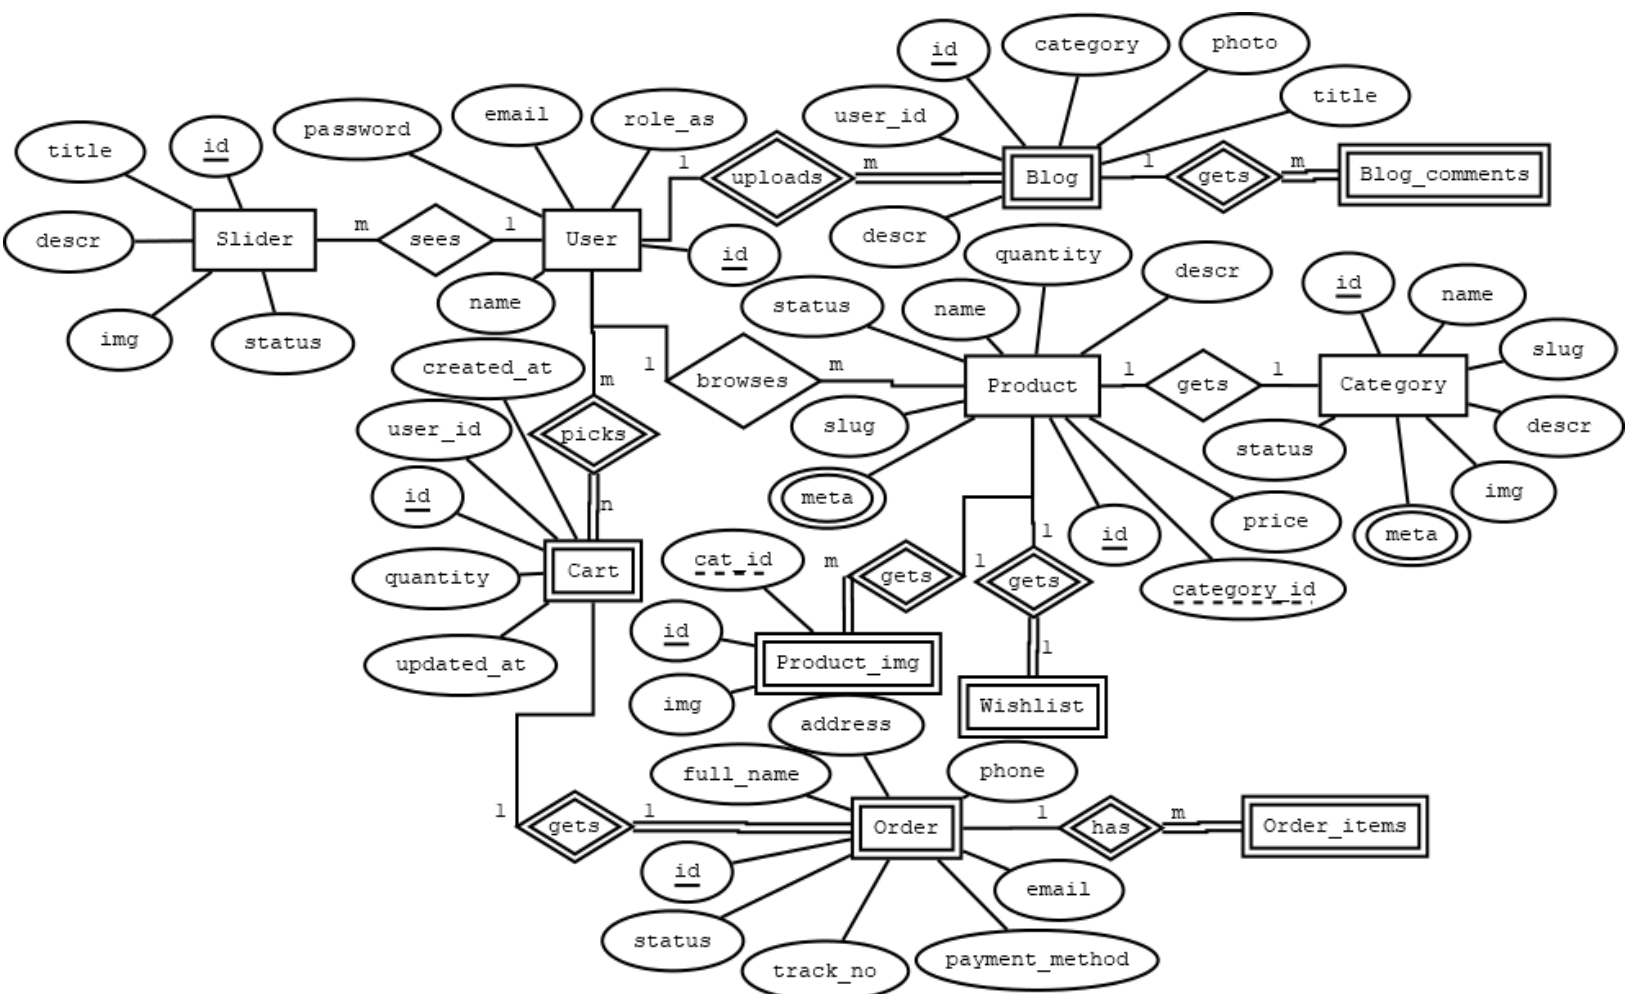 id
category
photo
title
user_id
email
role_as
password
id
title
1
uploads
m
Blog
1
gets
m
Blog_comments
descr
Slider
m
sees
1
User
id
descr
name
img
status
quantity
descr
status
name
id
name
slug
created_at
m
1
browses
m
Product
1
gets
1
Category
user_id
picks
slug
status
descr
id
n
meta
id
price
img
meta
Cart
quantity
cat_id
m
gets
1
1
gets
category_id
id
Product_img
1
updated_at
img
Wishlist
address
full_name
phone
1
gets
1
Order
1
has
m
Order_items
id
email
status
track_no
payment_method